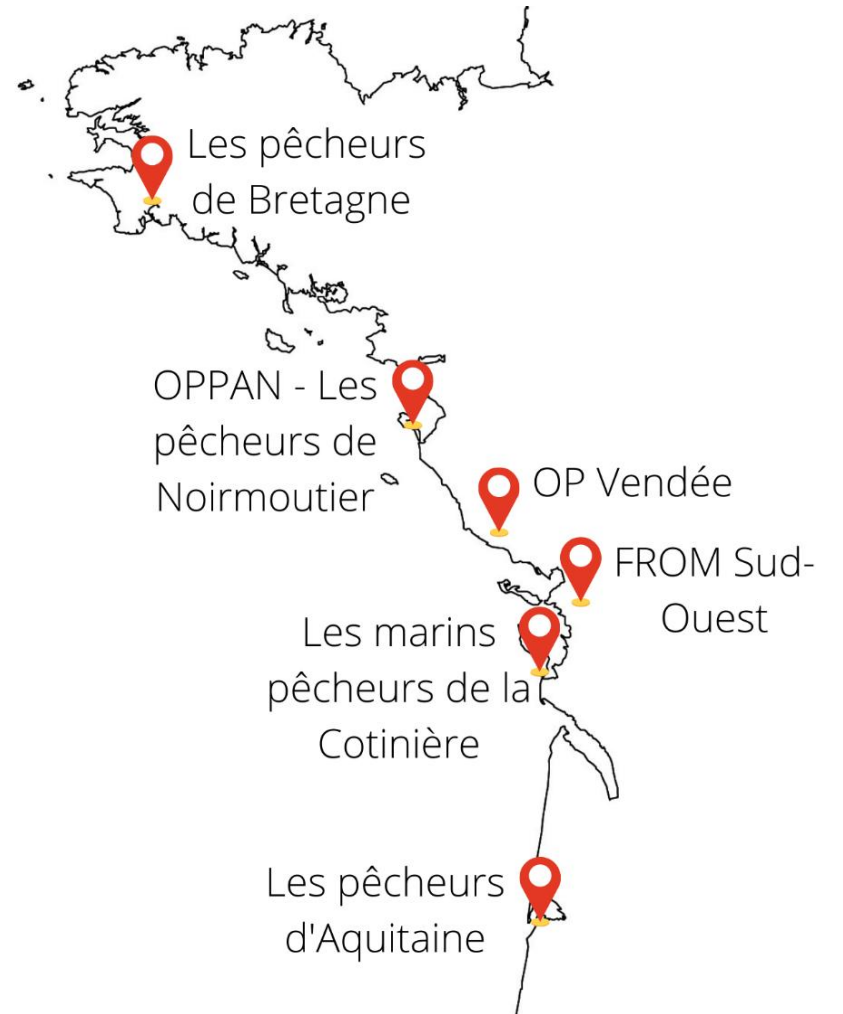 Les pêcheurs
de Bretagne
OPPAN - Les
pêcheurs de
Noirmoutier
OP Vendée
FROM Sud-
Ouest
Les marins
pêcheurs de la
Cotinière
Les pêcheurs
d'Aquitaine